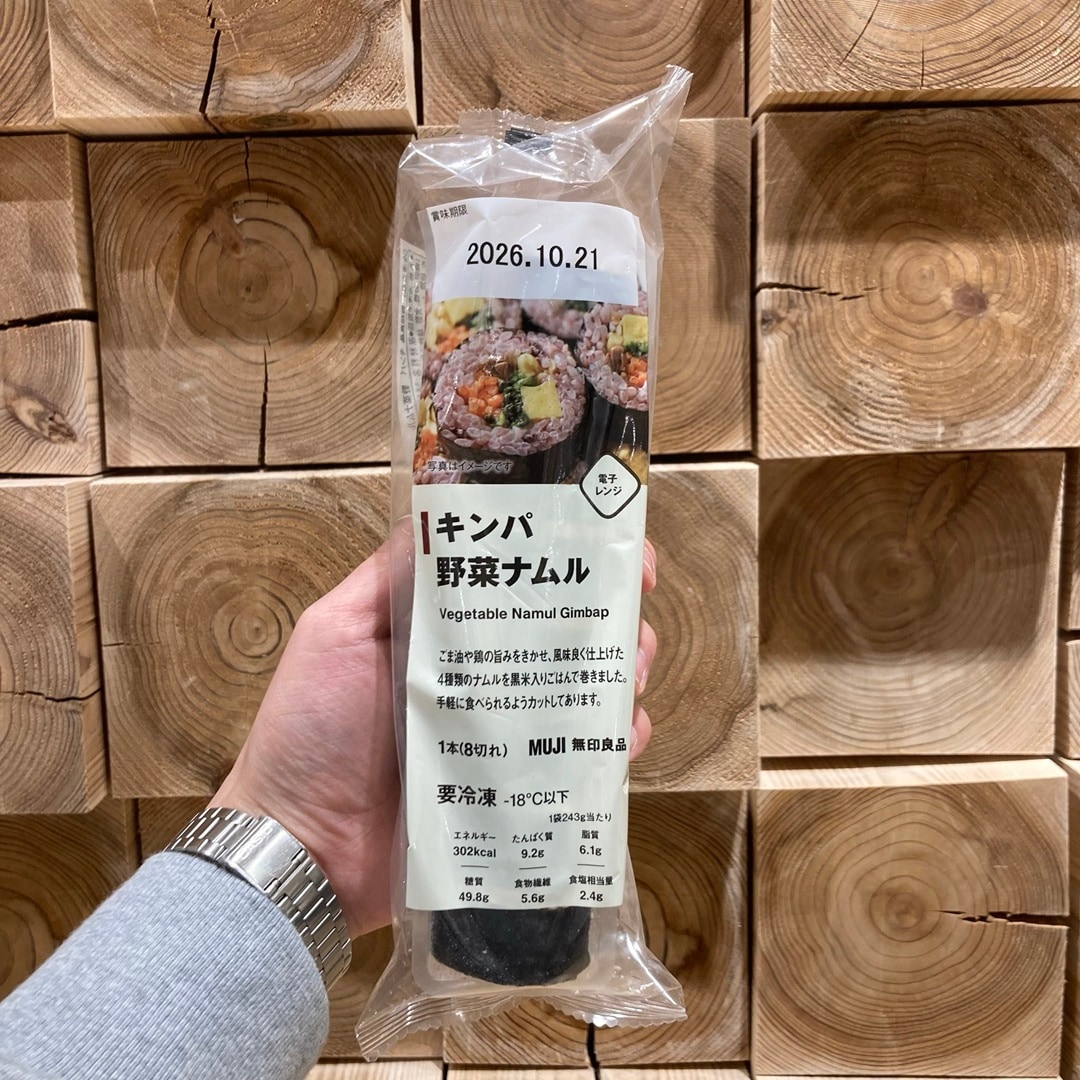 賞味期限
2026.10.21
写真はイメージです
電子
レンジ
キンパ
野菜ナムル
Vegetable Namul Gimbap
ごま油や鶏の旨みをきかせ、風味良く仕上げた
4種類のナムルを黒米入りごはんで巻きました。
手軽に食べられるようカットしてあります。
1本(8切れ) MUJI 無印良品
要冷凍 -18°C以下
1袋243g当たり
エネルギー たんぱく質 脂質
302kcal 9.2g 6.1g
糖質 食物繊維 食塩相当量
49.8g 5.6g 2.4g